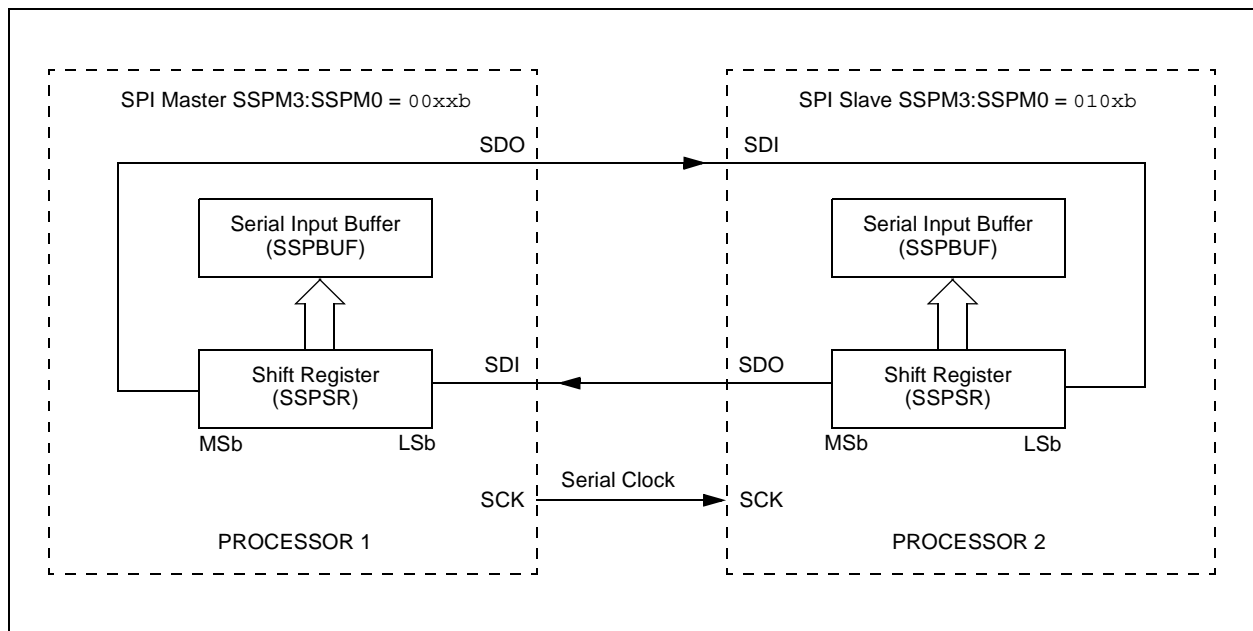 SPI Master SSPM3:SSPM0 = 00xxb
SPI Slave SSPM3:SSPM0 = 010xb
SDO
SDI
Serial Input Buffer
(SSPBUF)
Serial Input Buffer
(SSPBUF)
Shift Register
(SSPSR)
SDI
SDO
Shift Register
(SSPSR)
MSb
LSb
MSb
LSb
Serial Clock
SCK
SCK
PROCESSOR 1
PROCESSOR 2